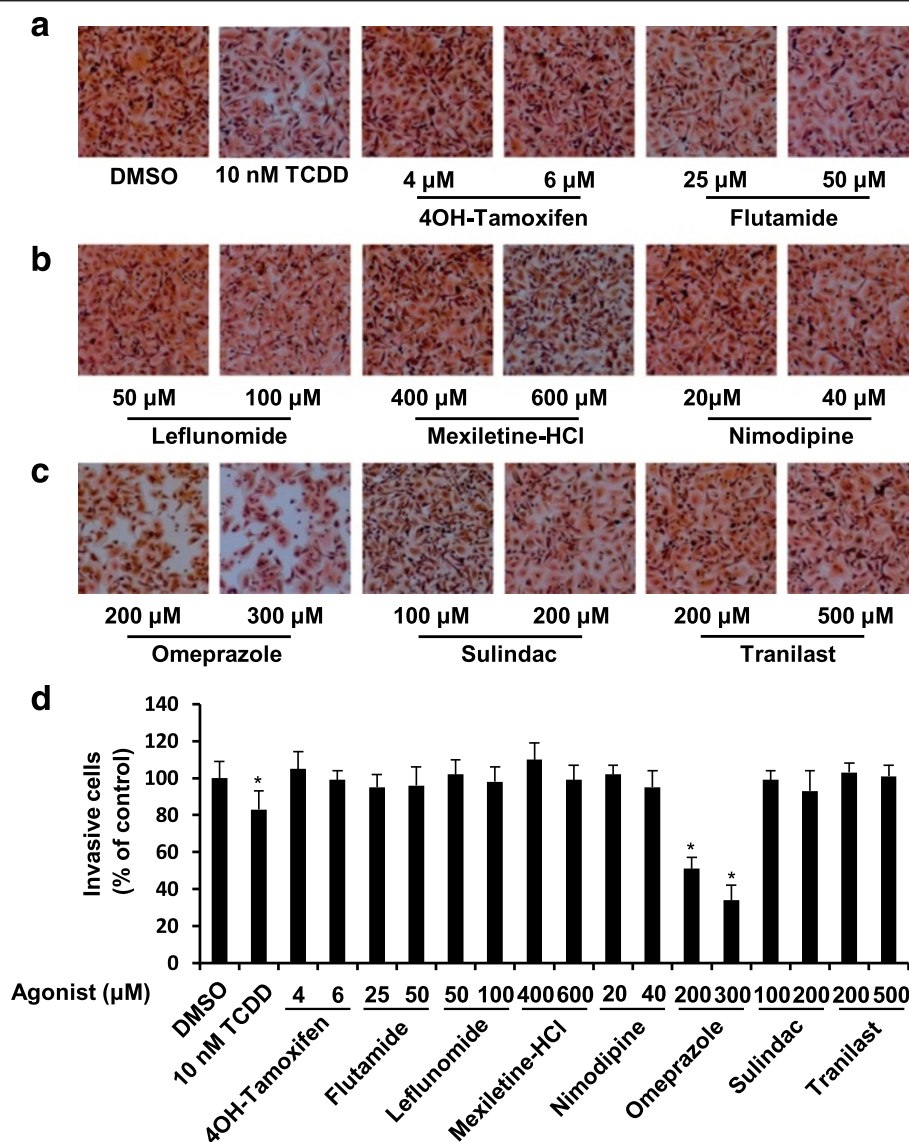 a
DMSO 10 nM TCDD 4 µM 6 µM 25 µM 50 µM
4OH-Tamoxifen Flutamide
b
50 µM 100 µM 400 µM 600 µM 20µM 40 µM
Leflunomide Mexiletine-HCl Nimodipine
c
200 µM 300 µM 100 µM 200 µM 200 µM 500 µM
Omeprazole Sulindac Tranilast
d
Invasive cells
(% of control)
140
120
100
80
60
40
20
0
*
*
*
Agonist (µM) 4 6 25 50 50 100 400 600 20 40 200 300 100 200 200 500
DMSO
10 nM TCDD
4OH-Tamoxifen
Flutamide
Leflunomide
Mexiletine-HCl
Nimodipine
Omeprazole
Sulindac
Tranilast